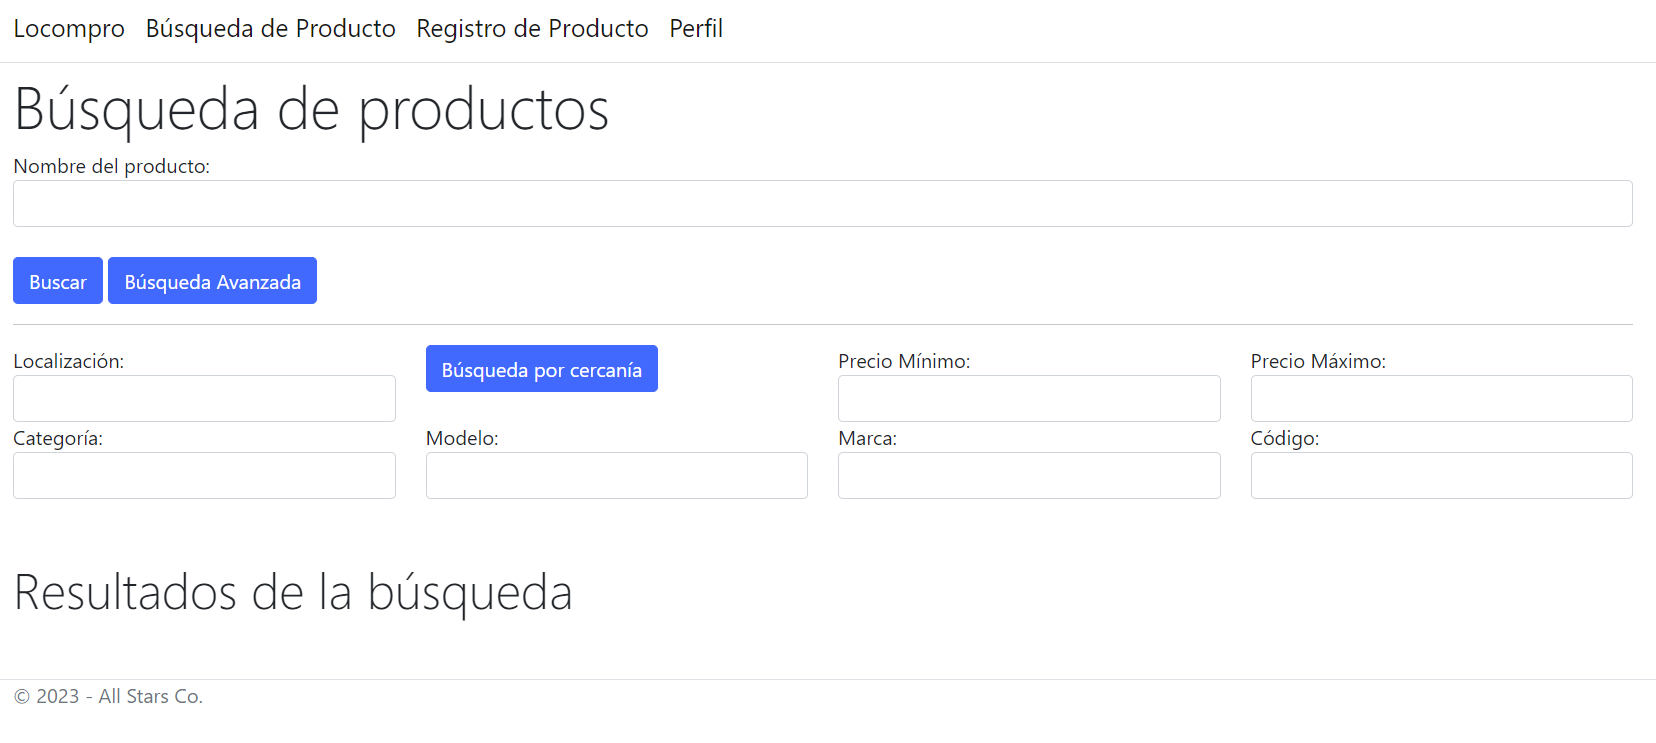 Locompro Búsqueda de Producto Registro de Producto Perfil
Búsqueda de productos
Nombre del producto:
Buscar Búsqueda Avanzada
Localización: Búsqueda por cercanía Precio Mínimo: Precio Máximo:
Categoría: Modelo: Marca: Código:
Resultados de la búsqueda
© 2023 - All Stars Co.